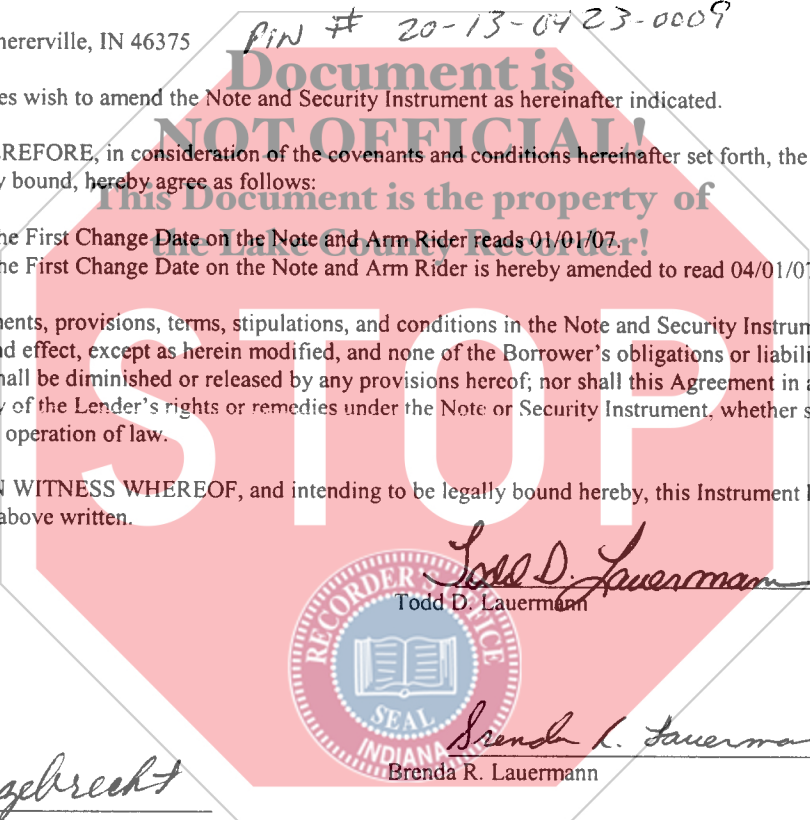 hererville, IN 46375 PIN # 20-13-0423-0009
Document is
es wish to amend the Note and Security Instrument as hereinafter indicated.
NOT OFFICIAL!
REFORE, in consideration of the covenants and conditions hereinafter set forth, the
y bound, hereby agree as follows:
This Document is the property of
he First Change Date on the Note and Arm Rider reads 01/01/07.
the Lake County Recorder!
he First Change Date on the Note and Arm Rider is hereby amended to read 04/01/07
STOP
nents, provisions, terms, stipulations, and conditions in the Note and Security Instrum
nd effect, except as herein modified, and none of the Borrower's obligations or liabili
hall be diminished or released by any provisions hereof; nor shall this Agreement in a
y of the Lender's rights or remedies under the Note or Security Instrument, whether s
operation of law.
N WITNESS WHEREOF, and intending to be legally bound hereby, this Instrument h
above written.
Todd D. Lauermann
Todd D. Lauermann
RECORDER'S OFFICE
SEAL
INDIANA
Brenda R. Lauerma
Brenda R. Lauermann
zebrecht